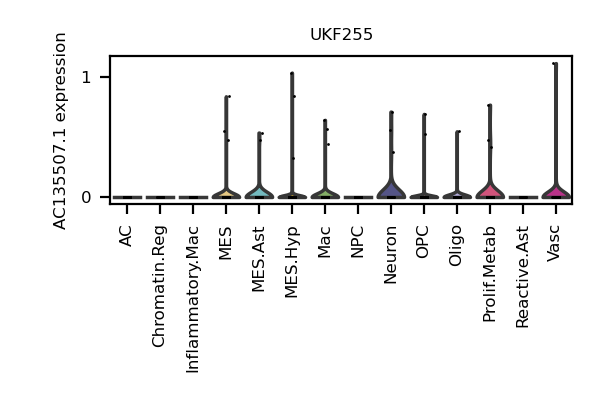 UKF255
AC135507.1 expression
1
0
AC
Chromatin.Reg
Inflammatory.Mac
MES
MES.Ast
MES.Hyp
Mac
NPC
Neuron
OPC
Oligo
Prolif.Metab
Reactive.Ast
Vasc